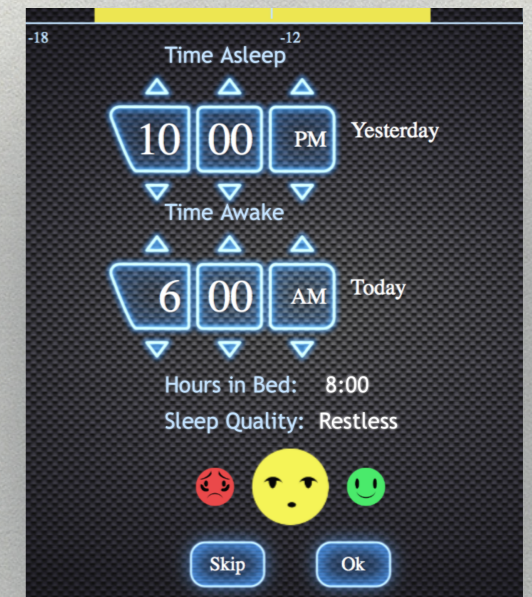 -18 -12
Time Asleep
10 00 PM Yesterday
Time Awake
6 00 AM Today
Hours in Bed: 8:00
Sleep Quality: Restless
Skip Ok